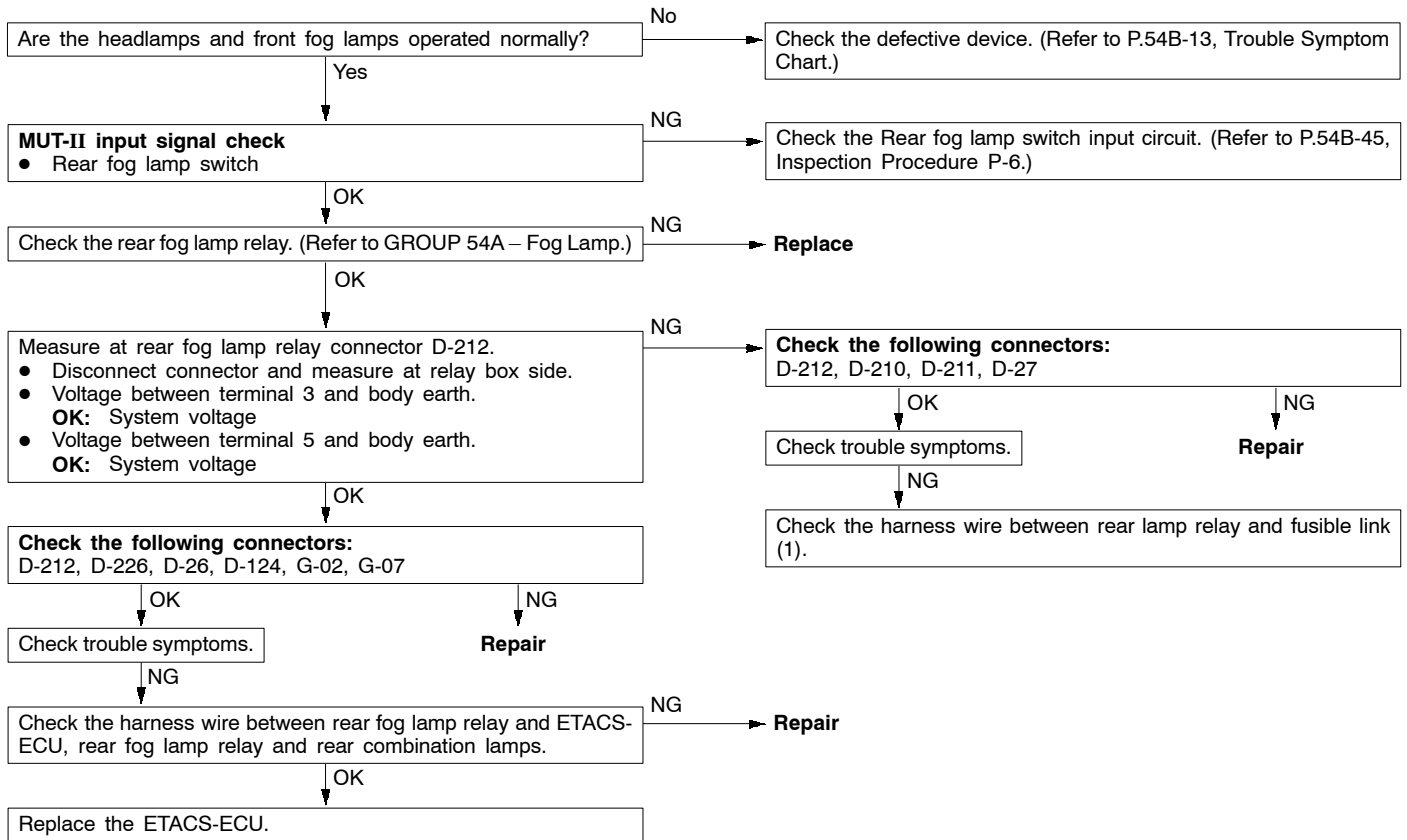 Are the headlamps and front fog lamps operated normally?
No
Check the defective device. (Refer to P.54B-13, Trouble Symptom
Chart.)
Yes
MUT-II input signal check
● Rear fog lamp switch
NG
Check the Rear fog lamp switch input circuit. (Refer to P.54B-45,
Inspection Procedure P-6.)
OK
Check the rear fog lamp relay. (Refer to GROUP 54A – Fog Lamp.)
NG
Replace
OK
Measure at rear fog lamp relay connector D-212.
● Disconnect connector and measure at relay box side.
● Voltage between terminal 3 and body earth.
OK: System voltage
● Voltage between terminal 5 and body earth.
OK: System voltage
NG
Check the following connectors:
D-212, D-210, D-211, D-27
OK
NG
Check trouble symptoms.
Repair
NG
Check the harness wire between rear lamp relay and fusible link
(1).
OK
Check the following connectors:
D-212, D-226, D-26, D-124, G-02, G-07
OK
NG
Check trouble symptoms.
Repair
NG
Check the harness wire between rear fog lamp relay and ETACS-
ECU, rear fog lamp relay and rear combination lamps.
NG
Repair
OK
Replace the ETACS-ECU.